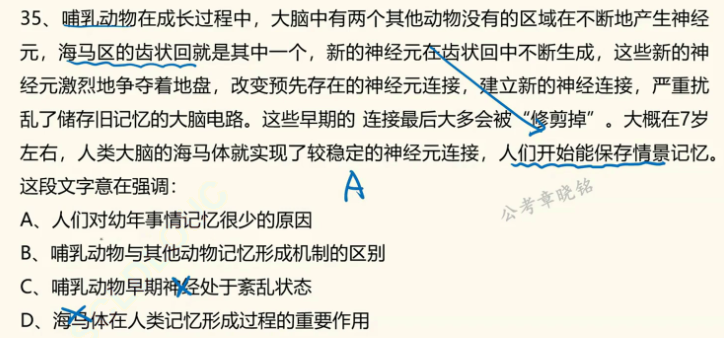 35、哺乳动物在成长过程中，大脑中有两个其他动物没有的区域在不断地产生神经
元，海马区的齿状回就是其中一个，新的神经元在齿状回中不断生成，这些新的神
经元激烈地争夺着地盘，改变预先存在的神经元连接，建立新的神经连接，严重扰
乱了储存旧记忆的大脑电路。这些早期的 连接最后大多会被“修剪掉”。大概在7岁
左右，人类大脑的海马体就实现了较稳定的神经元连接，人们开始能保存情景记忆。
这段文字意在强调：
A
A、人们对幼年事情记忆很少的原因
公考章晓铭
B、哺乳动物与其他动物记忆形成机制的区别
C、哺乳动物早期神经处于紊乱状态
D、海马体在人类记忆形成过程的重要作用